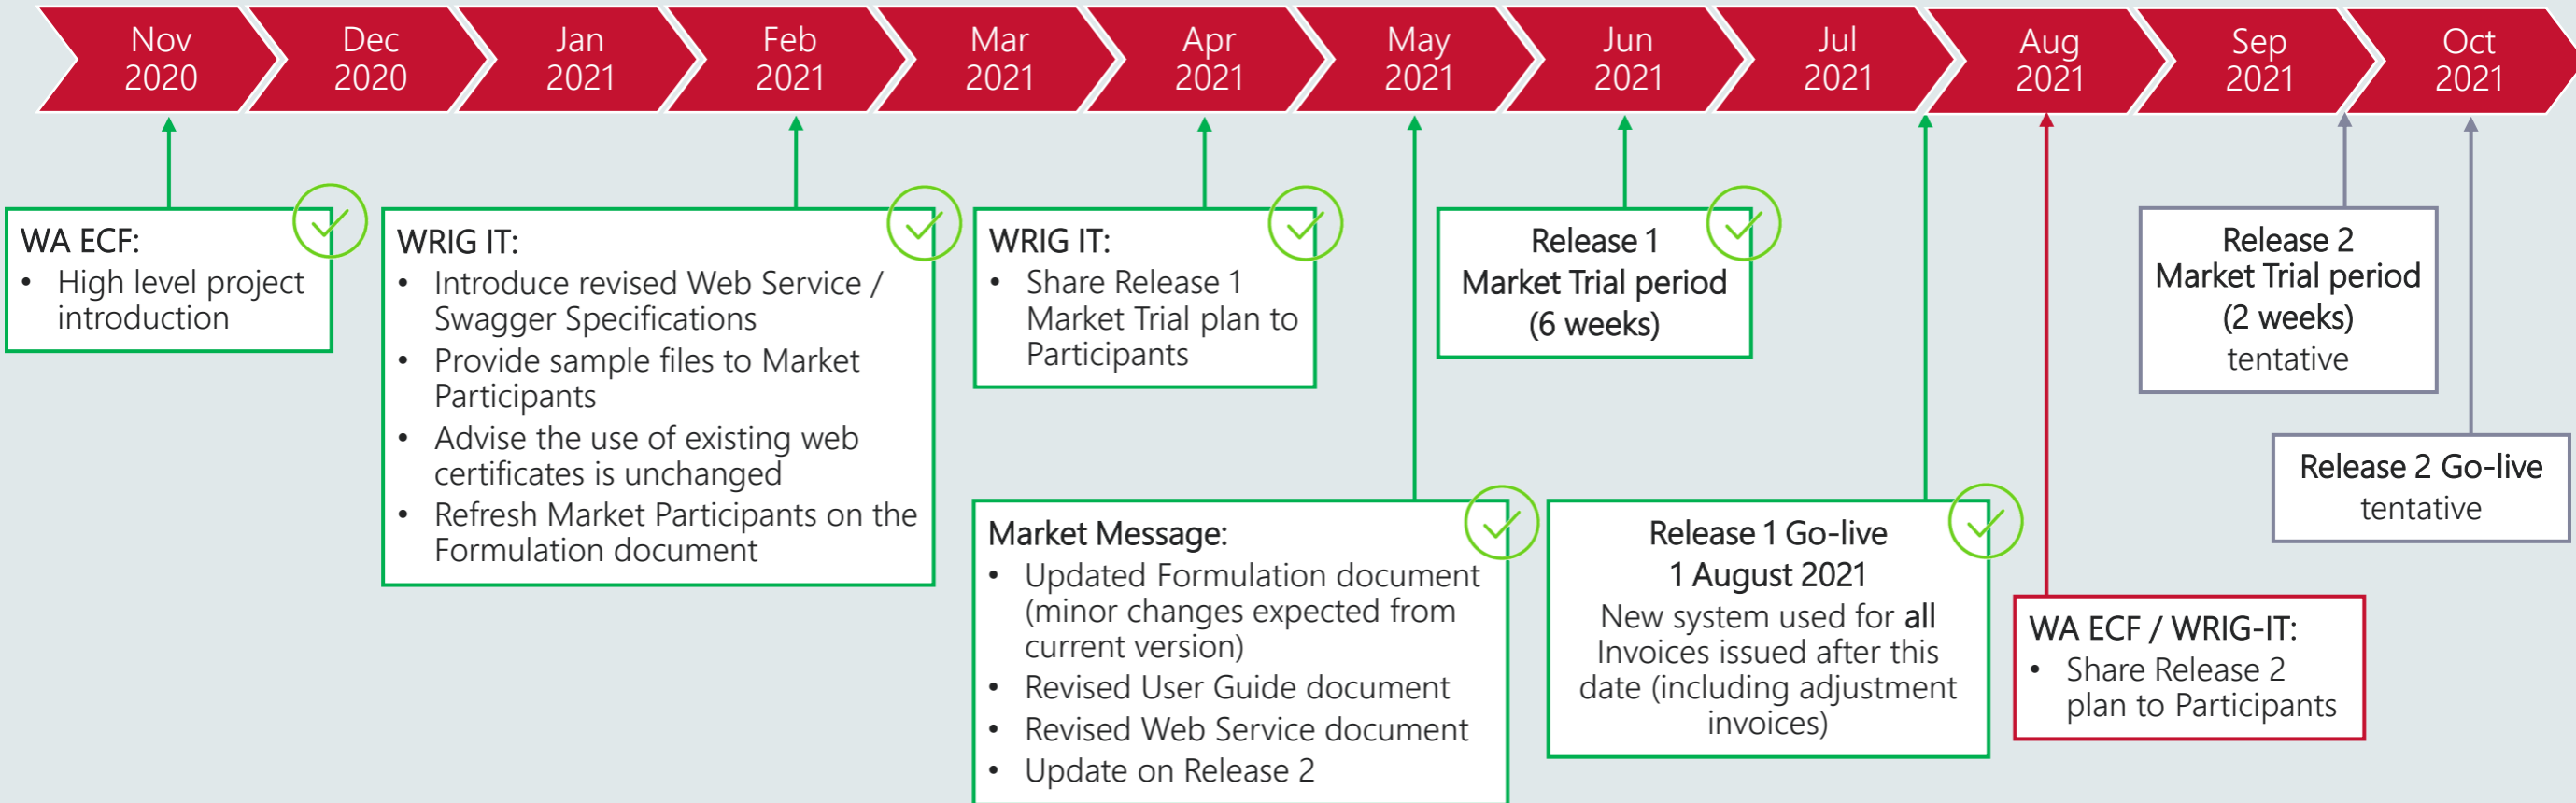 Nov
2020
Dec
2020
Jan
2021
Feb
2021
Mar
2021
Apr
2021
May
2021
Jun
2021
Jul
2021
Aug
2021
Sep
2021
Oct
2021
WA ECF:
• High level project
introduction
WRIG IT:
• Introduce revised Web Service /
Swagger Specifications
• Provide sample files to Market
Participants
• Advise the use of existing web
certificates is unchanged
• Refresh Market Participants on the
Formulation document
WRIG IT:
• Share Release 1
Market Trial plan to
Participants
Release 1
Market Trial period
(6 weeks)
Release 2
Market Trial period
(2 weeks)
tentative
Release 2 Go-live
tentative
Market Message:
• Updated Formulation document
(minor changes expected from
current version)
• Revised User Guide document
• Revised Web Service document
• Update on Release 2
Release 1 Go-live
1 August 2021
New system used for all
Invoices issued after this
date (including adjustment
invoices)
WA ECF / WRIG-IT:
• Share Release 2
plan to Participants